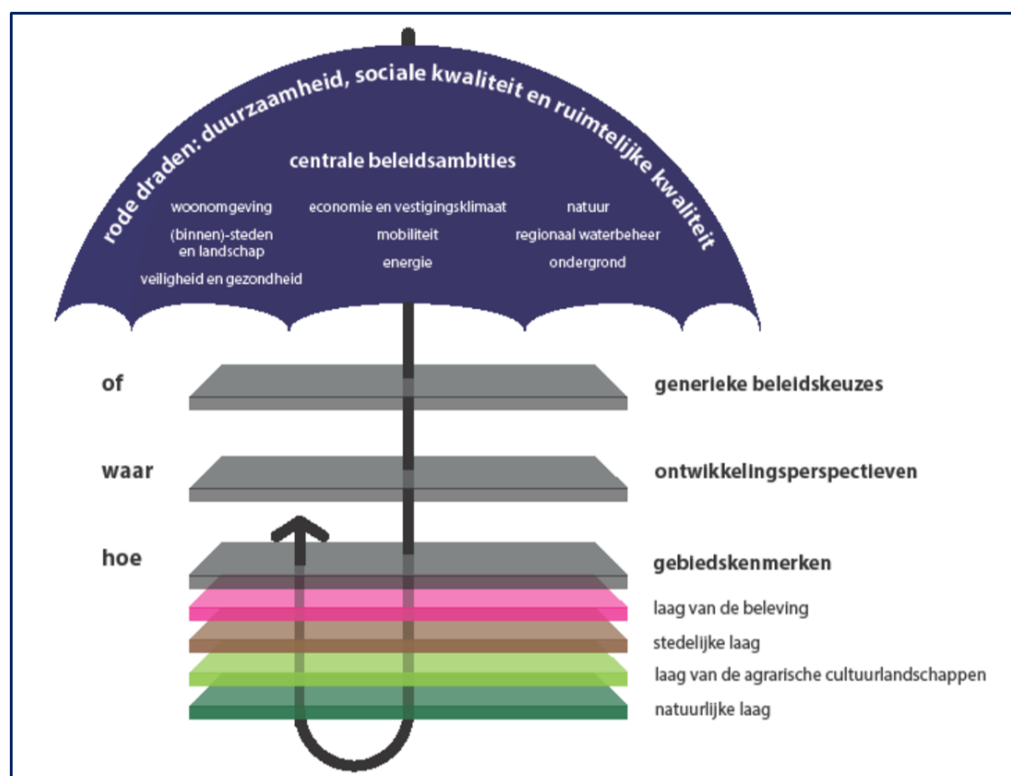 rode draden: duurzaamheid, sociale kwaliteit en ruimtelijke kwaliteit
centrale beleidsambities
woonomgeving
(binnen)-steden
en landschap
veiligheid en gezondheid
economie en vestigingsklimaat
mobiliteit
energie
natuur
regionaal waterbeheer
ondergrond
of
generieke beleidskeuzes
waar
ontwikkelingsperspectieven
hoe
gebiedskenmerken
laag van de beleving
stedelijke laag
laag van de agrarische cultuurlandschappen
natuurlijke laag